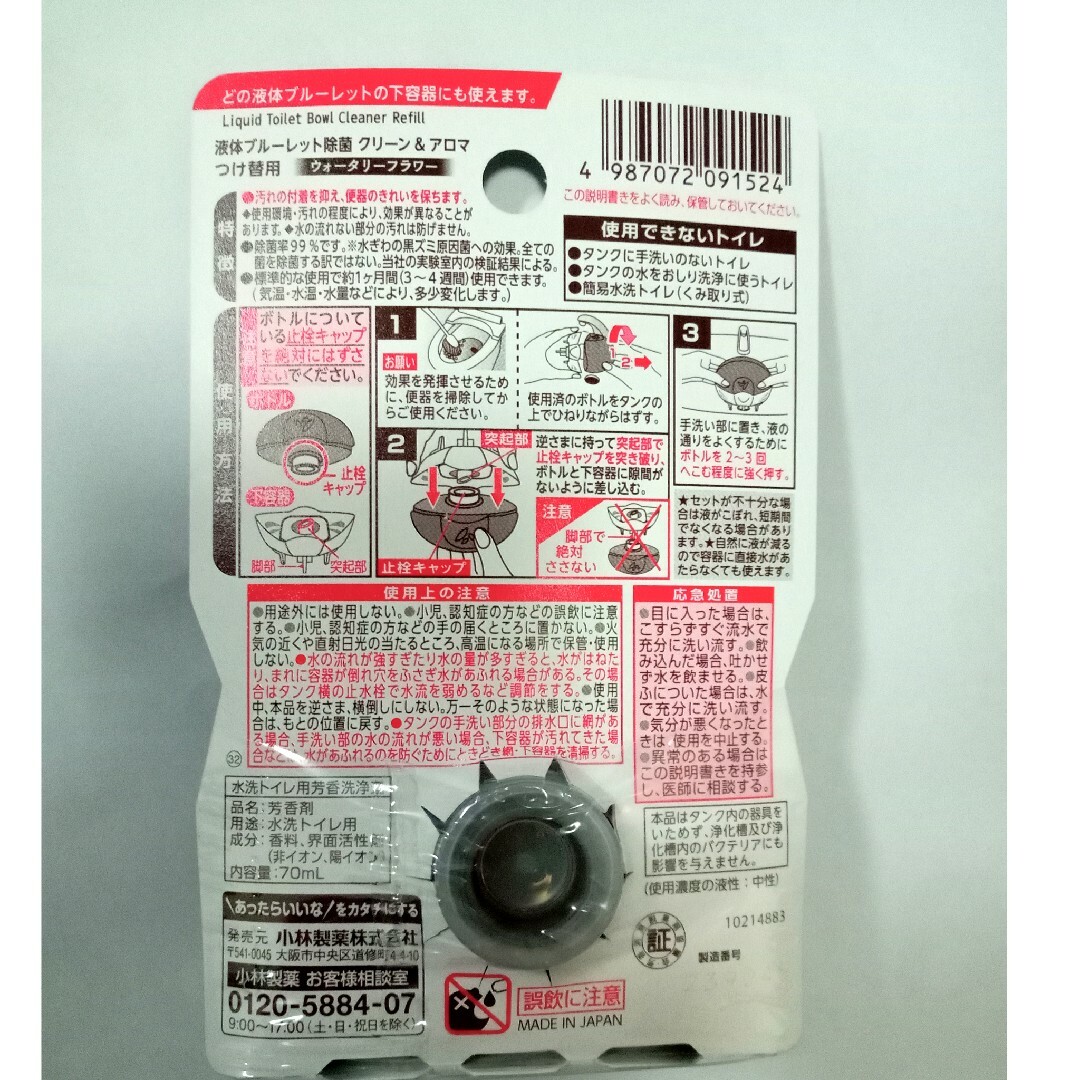 どの液体ブルーレットの下容器にも使えます。
Liquid Toilet Bowl Cleaner Refill
液体ブルーレット除菌 クリーン&アロマ
つけ替用 ウォータリーフラワー
4 987072 091524
この説明書きをよく読み、保管しておいてください。
特徴
●汚れの付着を抑え、便器のきれいを保ちます。
◆使用環境・汚れの程度により、効果が異なることが
あります。◆水の流れない部分の汚れは防げません。
●除菌率99%です。※水ぎわの黒ズミ原因菌への効果。全ての
菌を除菌する訳ではない。当社の実験室内の検証結果による。
●標準的な使用で約1ヶ月間(3〜4週間)使用できます。
(気温・水温・水量などにより、多少変化します。)
使用できないトイレ
●タンクに手洗いのないトイレ
●タンクの水をおしり洗浄に使うトイレ
●簡易水洗トイレ(くみ取り式)
使用方法
ボトルについて
いる止栓キャップ
を絶対にはずさ
ないでください。
ボトル
止栓
キャップ
下容器
脚部
突起部
1
お願い
効果を発揮させるため
に、便器を掃除してか
らご使用ください。
1
2
使用済のボトルをタンクの
上でひねりながらはずす。
2
突起部
止栓キャップ
逆さまに持って突起部で
止栓キャップを突き破り、
ボトルと下容器に隙間が
ないように差し込む。
注意
脚部で
絶対
ささない
3
手洗い部に置き、液の
通りをよくするために
ボトルを2〜3回
へこむ程度に強く押す。
★セットが不十分な場
合は液がこぼれ、短期間
でなくなる場合があり
ます。★自然に液が減る
ので容器に直接水があ
たらなくても使えます。
使用上の注意
●用途外には使用しない。●小児、認知症の方などの誤飲に注意
する。●小児、認知症の方などの手の届くところに置かない。●火
気の近くや直射日光の当たるところ、高温になる場所で保管・使用
しない。●水の流れが強すぎたり水の量が多すぎると、水がはねた
り、まれに容器が倒れ穴をふさぎ水があふれる場合がある。その場
合はタンク横の止水栓で水流を弱めるなど調節をする。●使用
中、本品を逆さま、横倒しにしない。万一そのような状態になった場
合は、もとの位置に戻す。●タンクの手洗い部分の排水口に網があ
る場合、手洗い部の水の流れが悪い場合、下容器が汚れてきた場
合などは、水があふれるのを防ぐためにときどき網・下容器を清掃する。
応急処置
●目に入った場合は、
こすらずすぐ流水で
充分に洗い流す。●飲
み込んだ場合、吐かせ
ず水を飲ませる。●皮
ふについた場合は、水
で充分に洗い流す。
●気分が悪くなったと
きは、使用を中止する。
●異常のある場合は
この説明書きを持参
し、医師に相談する。
32
水洗トイレ用芳香洗浄剤
品名:芳香剤
用途:水洗トイレ用
成分:香料、界面活性剤
(非イオン、陽イオン)
内容量:70mL
本品はタンク内の器具を
いためず、浄化槽及び浄
化槽内のバクテリアにも
影響を与えません。
(使用濃度の液性:中性)
あったらいいなをカタチにする
発売元 小林製薬株式会社
〒541-0045 大阪市中央区道修町4-4-10
小林製薬 お客様相談室
0120-5884-07
9:00〜17:00(土・日・祝日を除く)
証
10214883
製造番号
誤飲に注意
MADE IN JAPAN